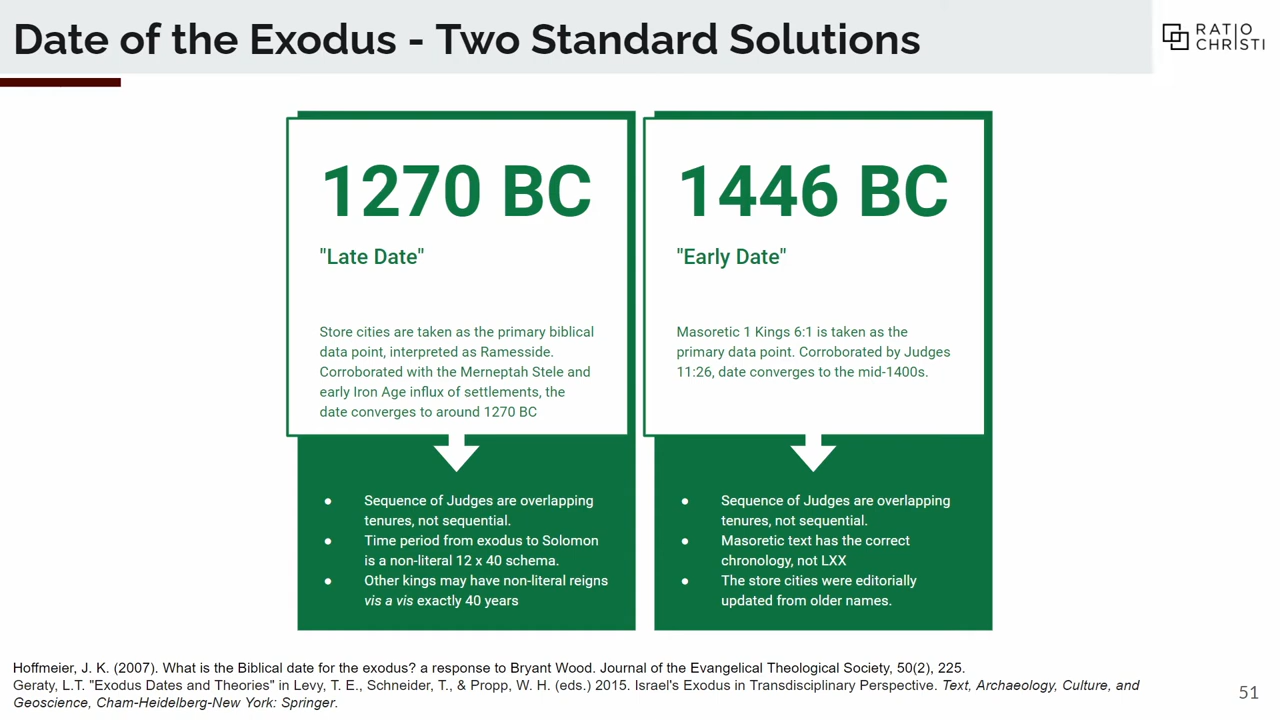 Date of the Exodus - Two Standard Solutions
RATIO
CHRISTI
1270 BC
"Late Date"
Store cities are taken as the primary biblical
data point, interpreted as Ramesside.
Corroborated with the Merneptah Stele and
early Iron Age influx of settlements, the
date converges to around 1270 BC
● Sequence of Judges are overlapping
tenures, not sequential.
● Time period from exodus to Solomon
is a non-literal 12 x 40 schema.
● Other kings may have non-literal reigns
vis a vis exactly 40 years
1446 BC
"Early Date"
Masoretic 1 Kings 6:1 is taken as the
primary data point. Corroborated by Judges
11:26, date converges to the mid-1400s.
● Sequence of Judges are overlapping
tenures, not sequential.
● Masoretic text has the correct
chronology, not LXX
● The store cities were editorially
updated from older names.
Hoffmeier, J. K. (2007). What is the Biblical date for the exodus? a response to Bryant Wood. Journal of the Evangelical Theological Society, 50(2), 225.
Geraty, L.T. "Exodus Dates and Theories" in Levy, T. E., Schneider, T., & Propp, W. H. (eds.) 2015. Israel's Exodus in Transdisciplinary Perspective. Text, Archaeology, Culture, and
Geoscience, Cham-Heidelberg-New York: Springer.
51